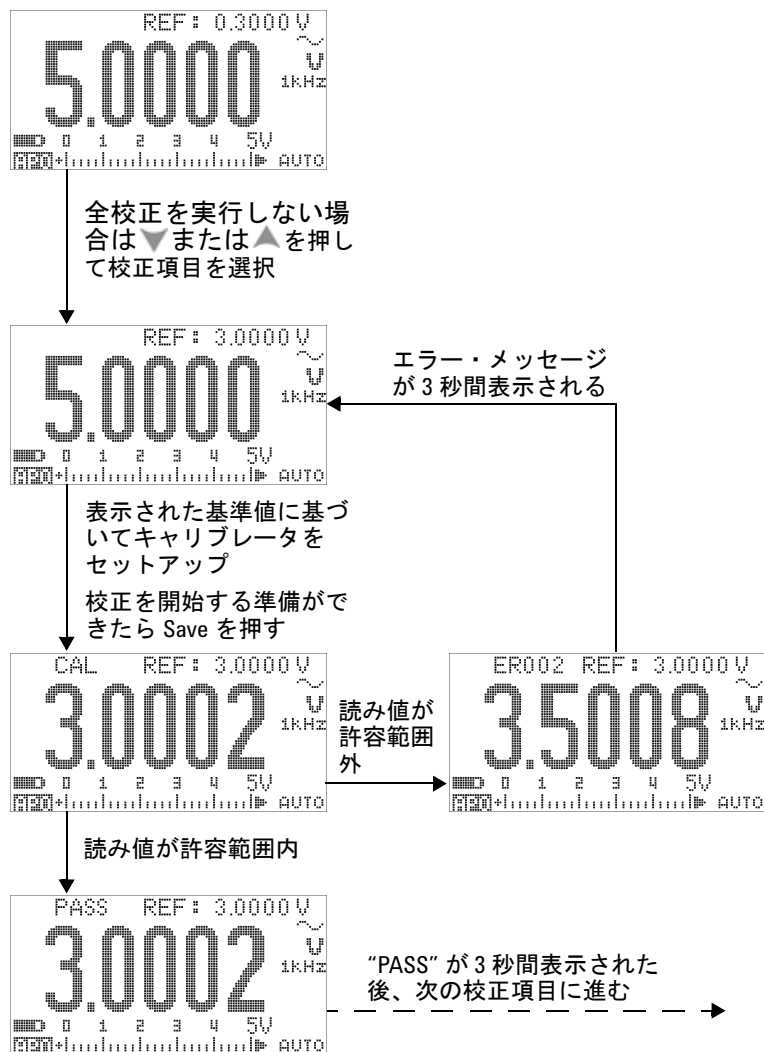 REF: 0.3000 V
5.0000
V
1kHz
0 1 2 3 4 5V
APO
AUTO
全校正を実行しない場
合は▼または▲を押し
て校正項目を選択
REF: 3.0000 V
5.0000
V
1kHz
0 1 2 3 4 5V
APO
AUTO
エラー・メッセージ
が 3 秒間表示される
表示された基準値に基づ
いてキャリブレータを
セットアップ
校正を開始する準備がで
きたら Save を押す
CAL REF: 3.0000 V
3.0002
V
1kHz
0 1 2 3 4 5V
APO
AUTO
読み値が
許容範囲
外
ER002 REF: 3.0000 V
3.5008
V
1kHz
0 1 2 3 4 5V
APO
AUTO
読み値が許容範囲内
PASS REF: 3.0000 V
3.0002
V
1kHz
0 1 2 3 4 5V
APO
AUTO
“PASS” が 3 秒間表示された
後、次の校正項目に進む